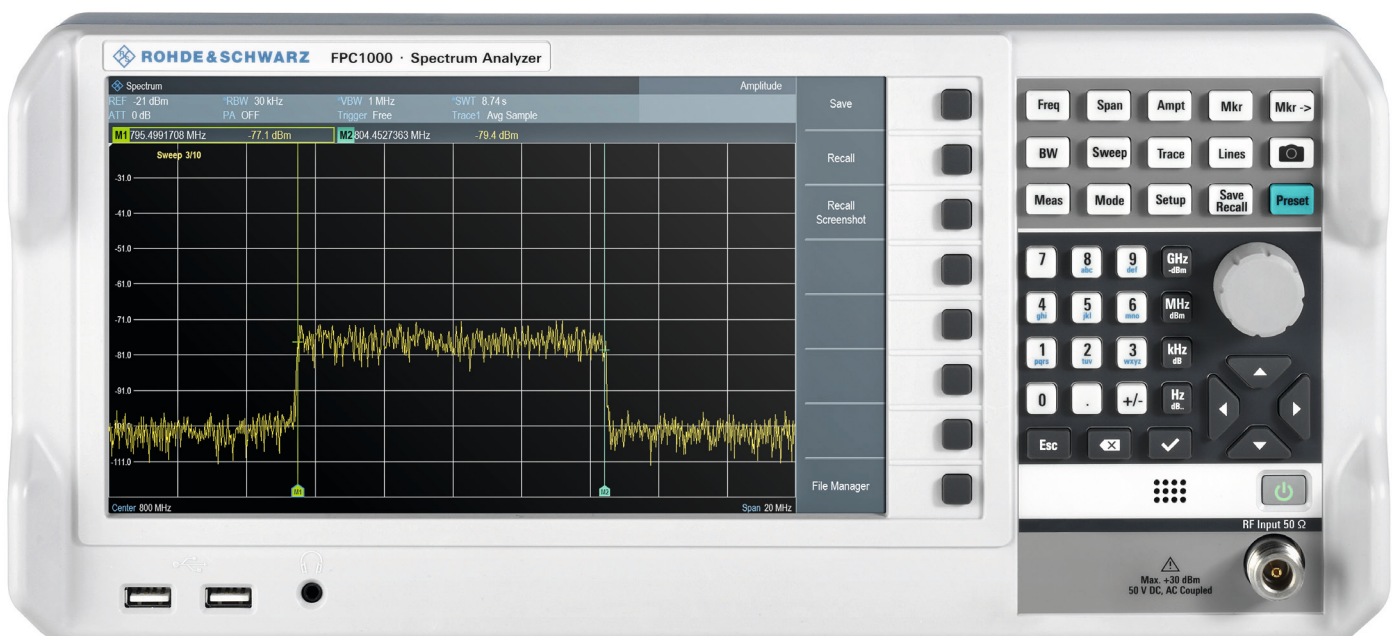 ROHDE&SCHWARZ FPC1000 · Spectrum Analyzer
Spectrum Amplitude
REF -21 dBm °RBW 30 kHz °VBW 1 MHz °SWT 8.74 s
ATT 0 dB PA OFF Trigger Free Trace1 Avg Sample
M1 795.4991708 MHz -77.1 dBm M2 804.4527363 MHz -79.4 dBm
Sweep 3/10
-31.0
-41.0
-51.0
-61.0
-71.0
-81.0
-91.0
-111.0
M1 M2
Center 800 MHz Span 20 MHz
Save
Recall
Recall
Screenshot
File Manager
Freq Span Ampt Mkr Mkr ->
BW Sweep Trace Lines
Meas Mode Setup Save Recall Preset
7 8 abc 9 def GHz -dBm
4 ghi 5 jkl 6 mno MHz dBm
1 pqrs 2 tuv 3 wxyz kHz dB
0 . +/- Hz dB..
Esc
RF Input 50 Ω
Max. +30 dBm
50 V DC, AC Coupled